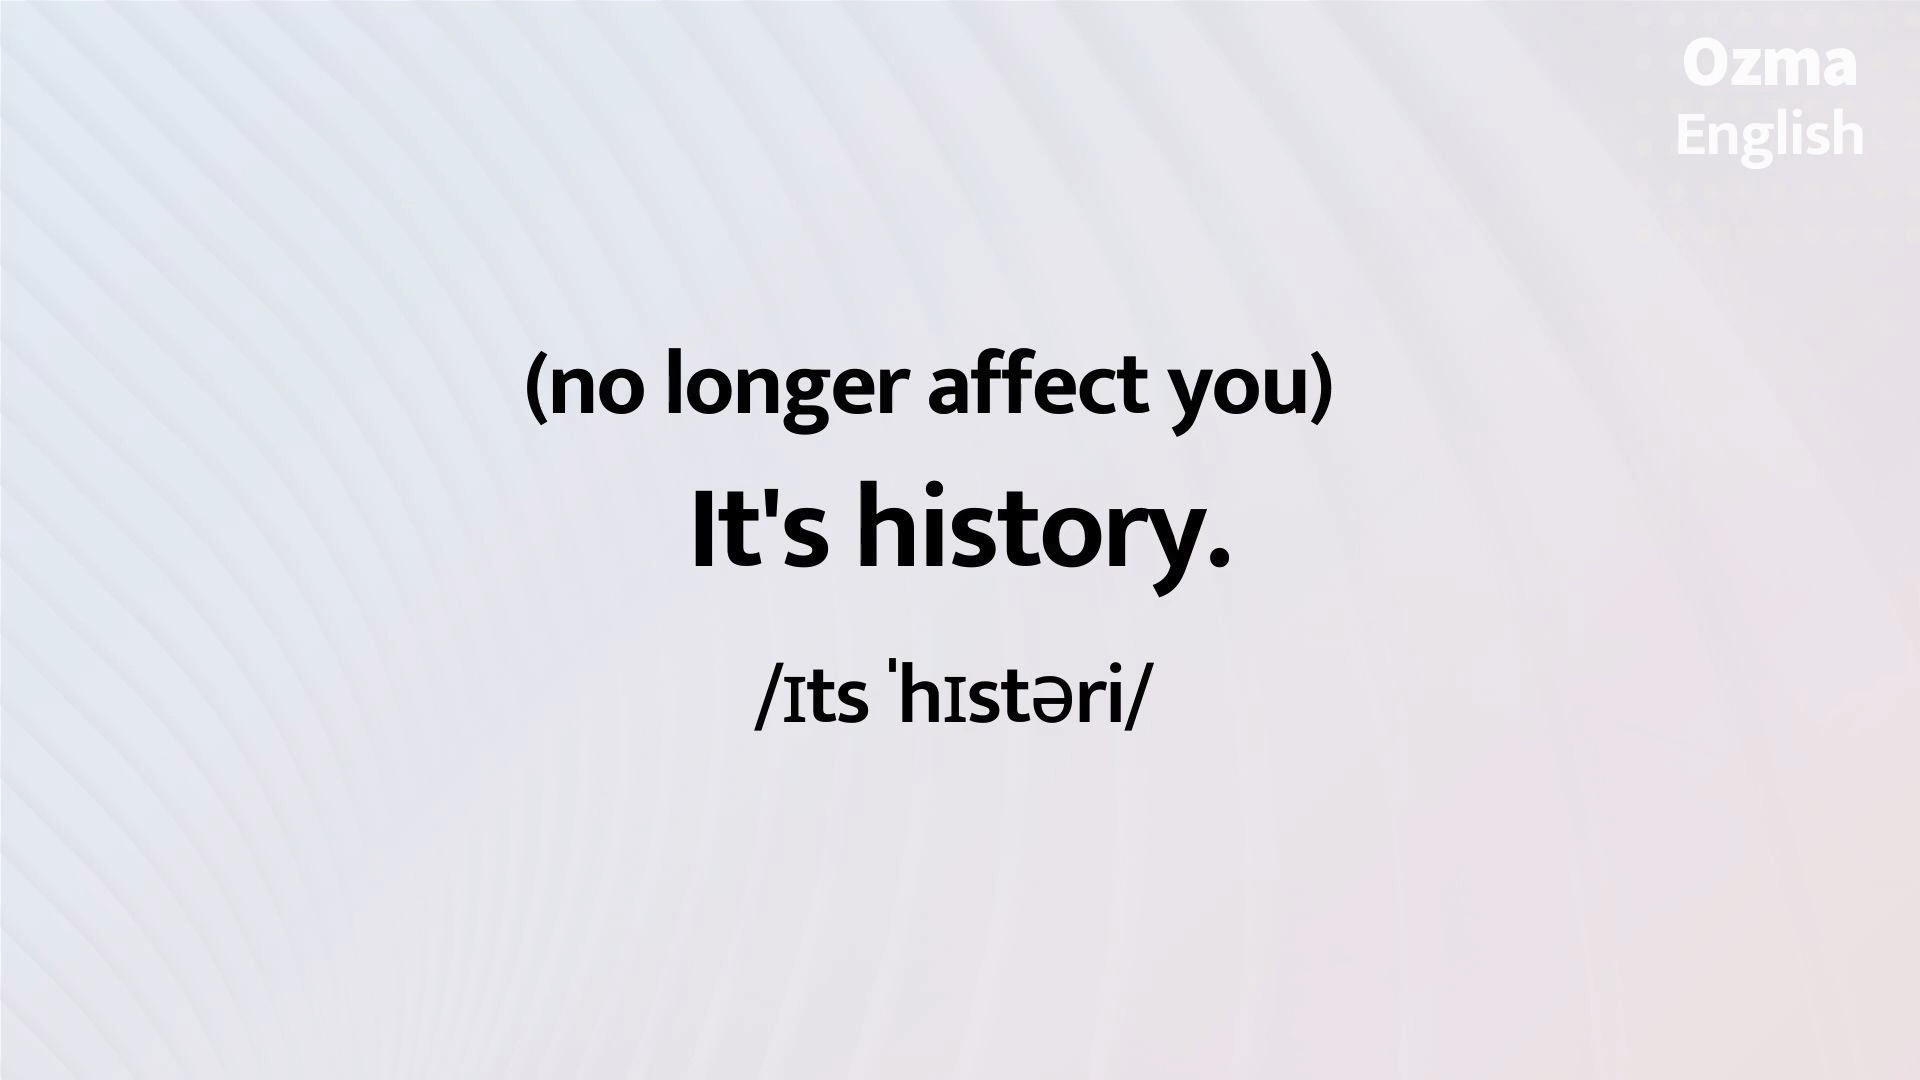 Ozma
English
(no longer affect you)
It's history.
/ɪts ˈhɪstəri/